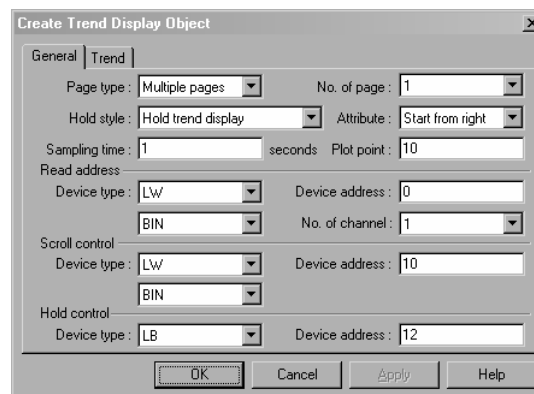 Create Trend Display Object
General Trend
Page type : Multiple pages No. of page : 1
Hold style : Hold trend display Attribute : Start from right
Sampling time : 1 seconds Plot point : 10
Read address
Device type : LW Device address : 0
BIN No. of channel : 1
Scroll control
Device type : LW Device address : 10
BIN
Hold control
Device type : LB Device address : 12
OK Cancel Apply Help